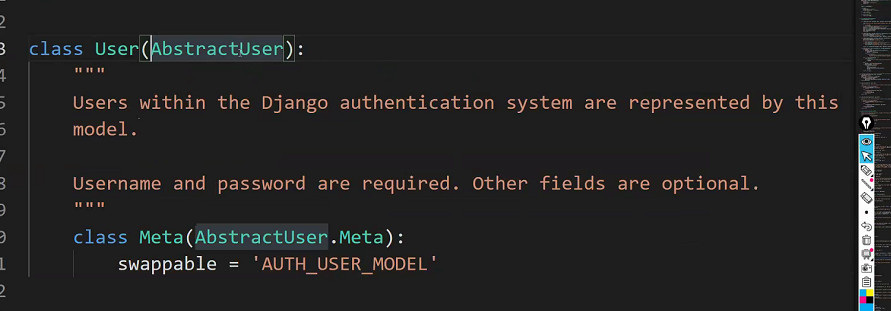 2
3 class User(AbstractUser):
4 """
5 Users within the Django authentication system are represented by this
6 model.
7
8 Username and password are required. Other fields are optional.
9 """
0 class Meta(AbstractUser.Meta):
1 swappable = 'AUTH_USER_MODEL'
2